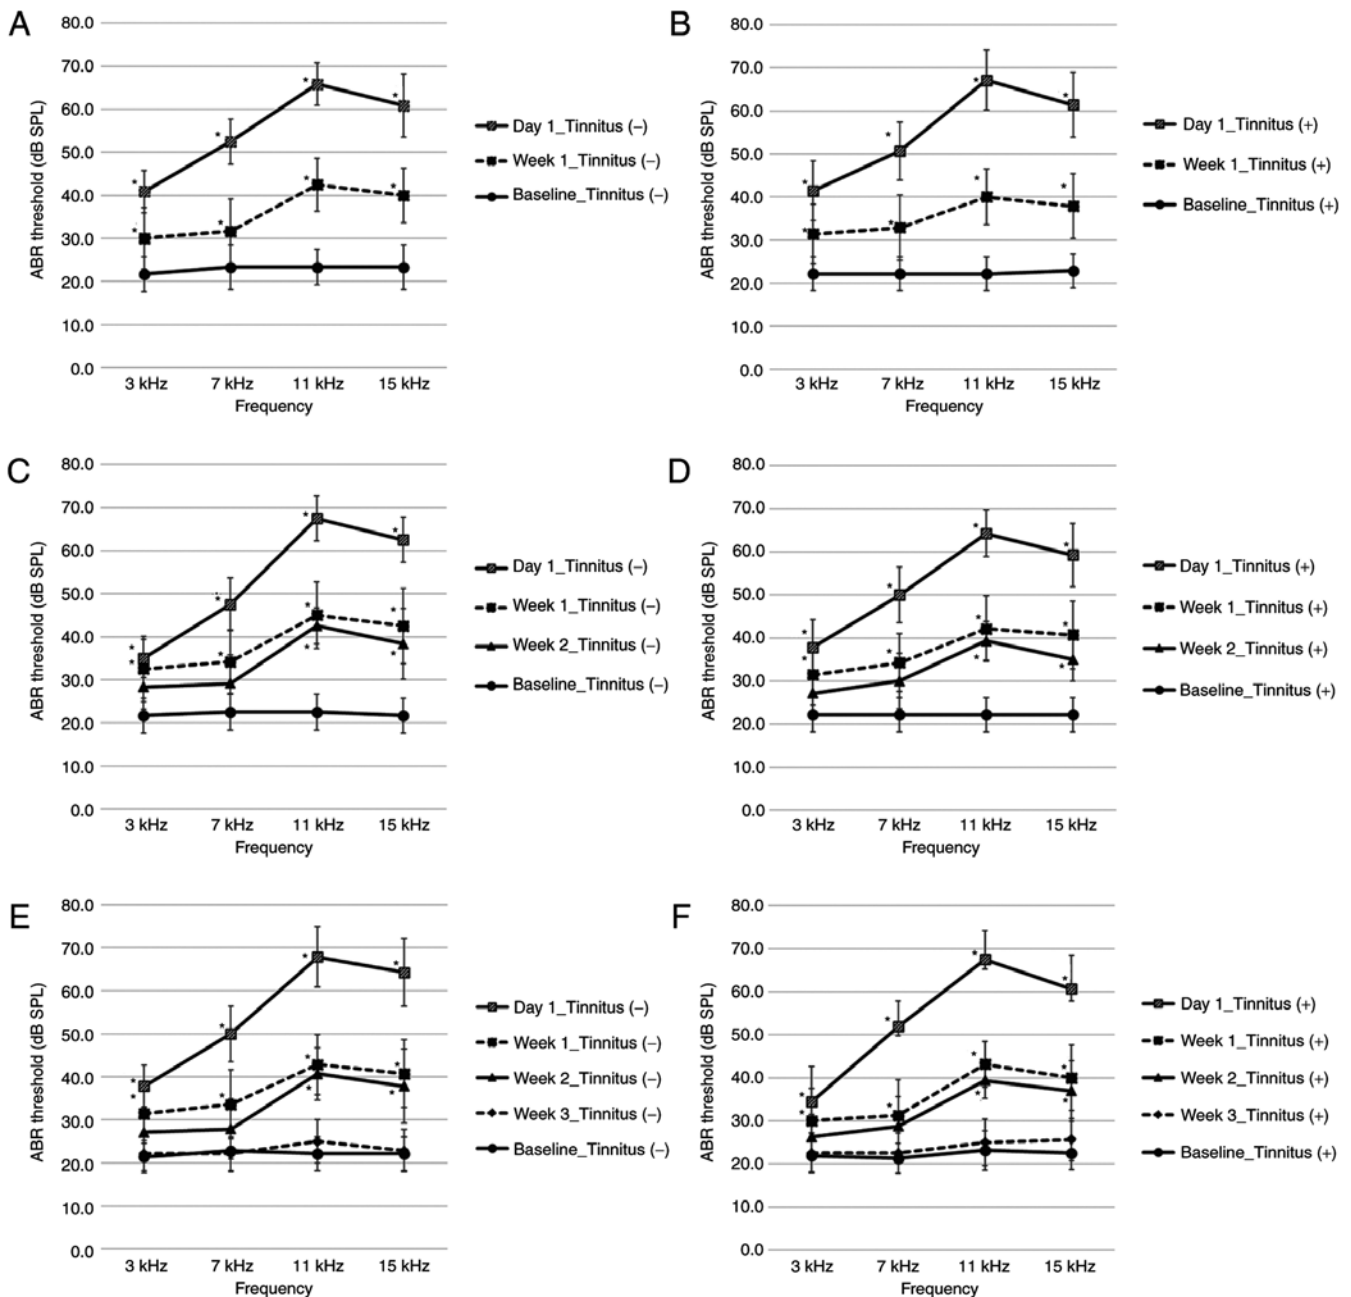 A
80.0
70.0
60.0
50.0
40.0
30.0
20.0
10.0
0.0
ABR threshold (dB SPL)
3 kHz 7 kHz 11 kHz 15 kHz
Frequency
Day 1_Tinnitus (–)
Week 1_Tinnitus (–)
Baseline_Tinnitus (–)
B
80.0
70.0
60.0
50.0
40.0
30.0
20.0
10.0
0.0
ABR threshold (dB SPL)
3 kHz 7 kHz 11 kHz 15 kHz
Frequency
Day 1_Tinnitus (+)
Week 1_Tinnitus (+)
Baseline_Tinnitus (+)
C
80.0
70.0
60.0
50.0
40.0
30.0
20.0
10.0
0.0
ABR threshold (dB SPL)
3 kHz 7 kHz 11 kHz 15 kHz
Frequency
Day 1_Tinnitus (–)
Week 1_Tinnitus (–)
Week 2_Tinnitus (–)
Baseline_Tinnitus (–)
D
80.0
70.0
60.0
50.0
40.0
30.0
20.0
10.0
0.0
ABR threshold (dB SPL)
3 kHz 7 kHz 11 kHz 15 kHz
Frequency
Day 1_Tinnitus (+)
Week 1_Tinnitus (+)
Week 2_Tinnitus (+)
Baseline_Tinnitus (+)
E
80.0
70.0
60.0
50.0
40.0
30.0
20.0
10.0
0.0
ABR threshold (dB SPL)
3 kHz 7 kHz 11 kHz 15 kHz
Frequency
Day 1_Tinnitus (–)
Week 1_Tinnitus (–)
Week 2_Tinnitus (–)
Week 3_Tinnitus (–)
Baseline_Tinnitus (–)
F
80.0
70.0
60.0
50.0
40.0
30.0
20.0
10.0
0.0
ABR threshold (dB SPL)
3 kHz 7 kHz 11 kHz 15 kHz
Frequency
Day 1_Tinnitus (+)
Week 1_Tinnitus (+)
Week 2_Tinnitus (+)
Week 3_Tinnitus (+)
Baseline_Tinnitus (+)